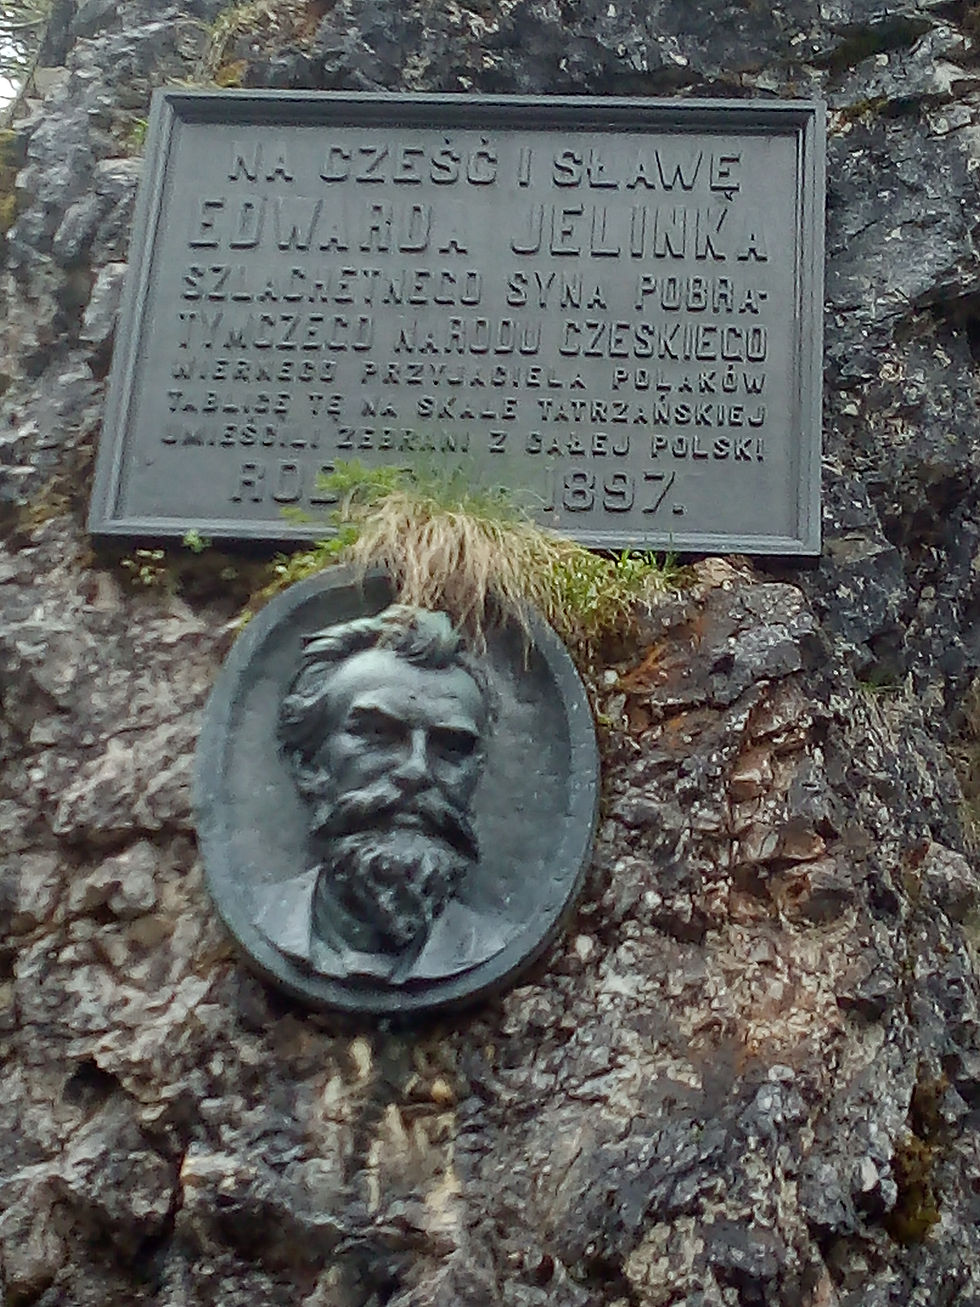 NA CZEŚĆ I SŁAWĘ
EDWARDA JELINKA
SZLACHETNEGO SYNA POBRA-
TYMCZEGO NARODU CZESKIEGO
WIERNEGO PRZYJACIELA POLAKÓW
TABLICĘ TĘ NA SKALE TATRZAŃSKIEJ
UMIEŚCILI ZEBRANI Z CAŁEJ POLSKI
1897.